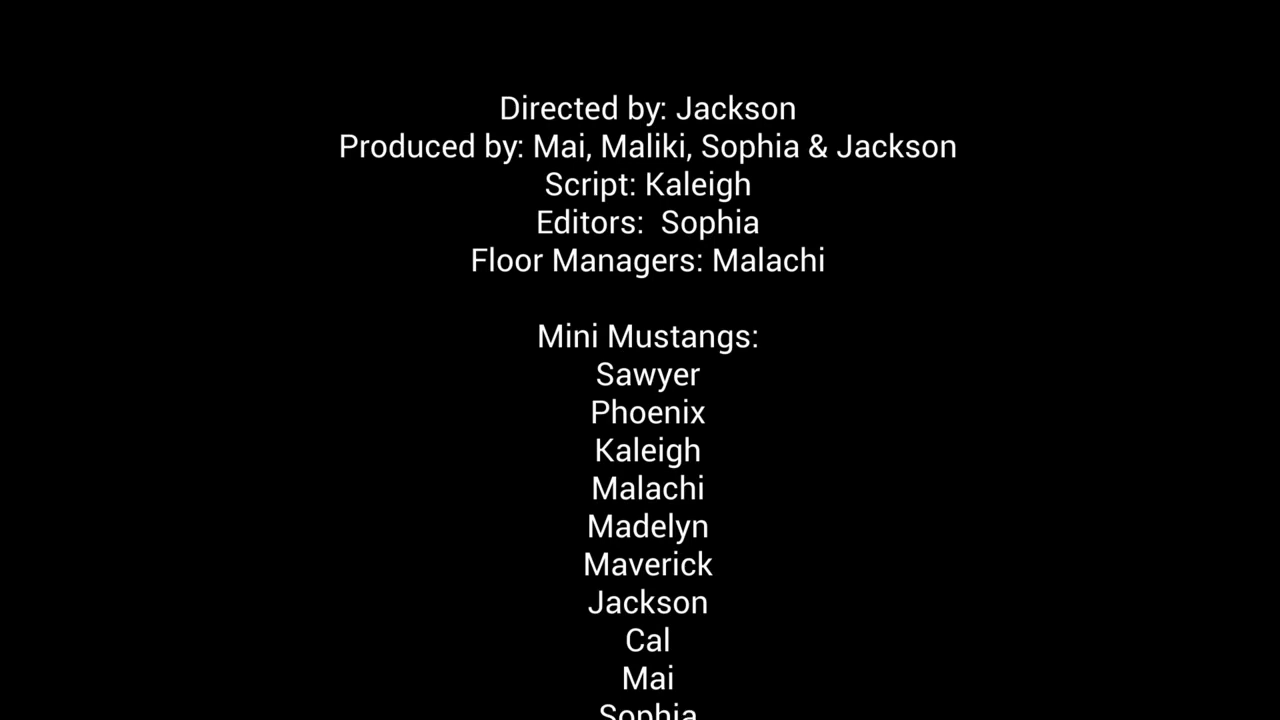 Directed by: Jackson
Produced by: Mai, Maliki, Sophia & Jackson
Script: Kaleigh
Editors:  Sophia
Floor Managers: Malachi
Mini Mustangs:
Sawyer
Phoenix
Kaleigh
Malachi
Madelyn
Maverick
Jackson
Cal
Mai
Sophia